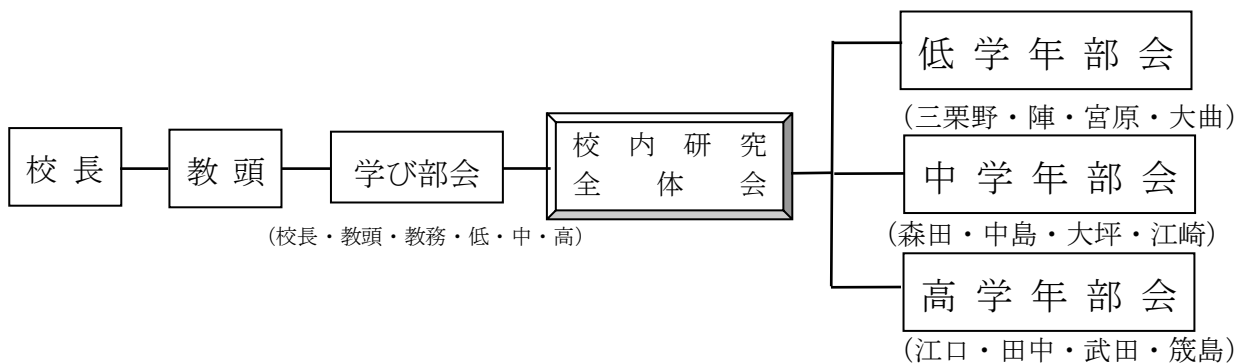 校長
教頭
学び部会
(校長・教頭・教務・低・中・高)
校内研究
全体会
低学年部会
(三栗野・陣・宮原・大曲)
中学年部会
(森田・中島・大坪・江崎)
高学年部会
(江口・田中・武田・筬島)